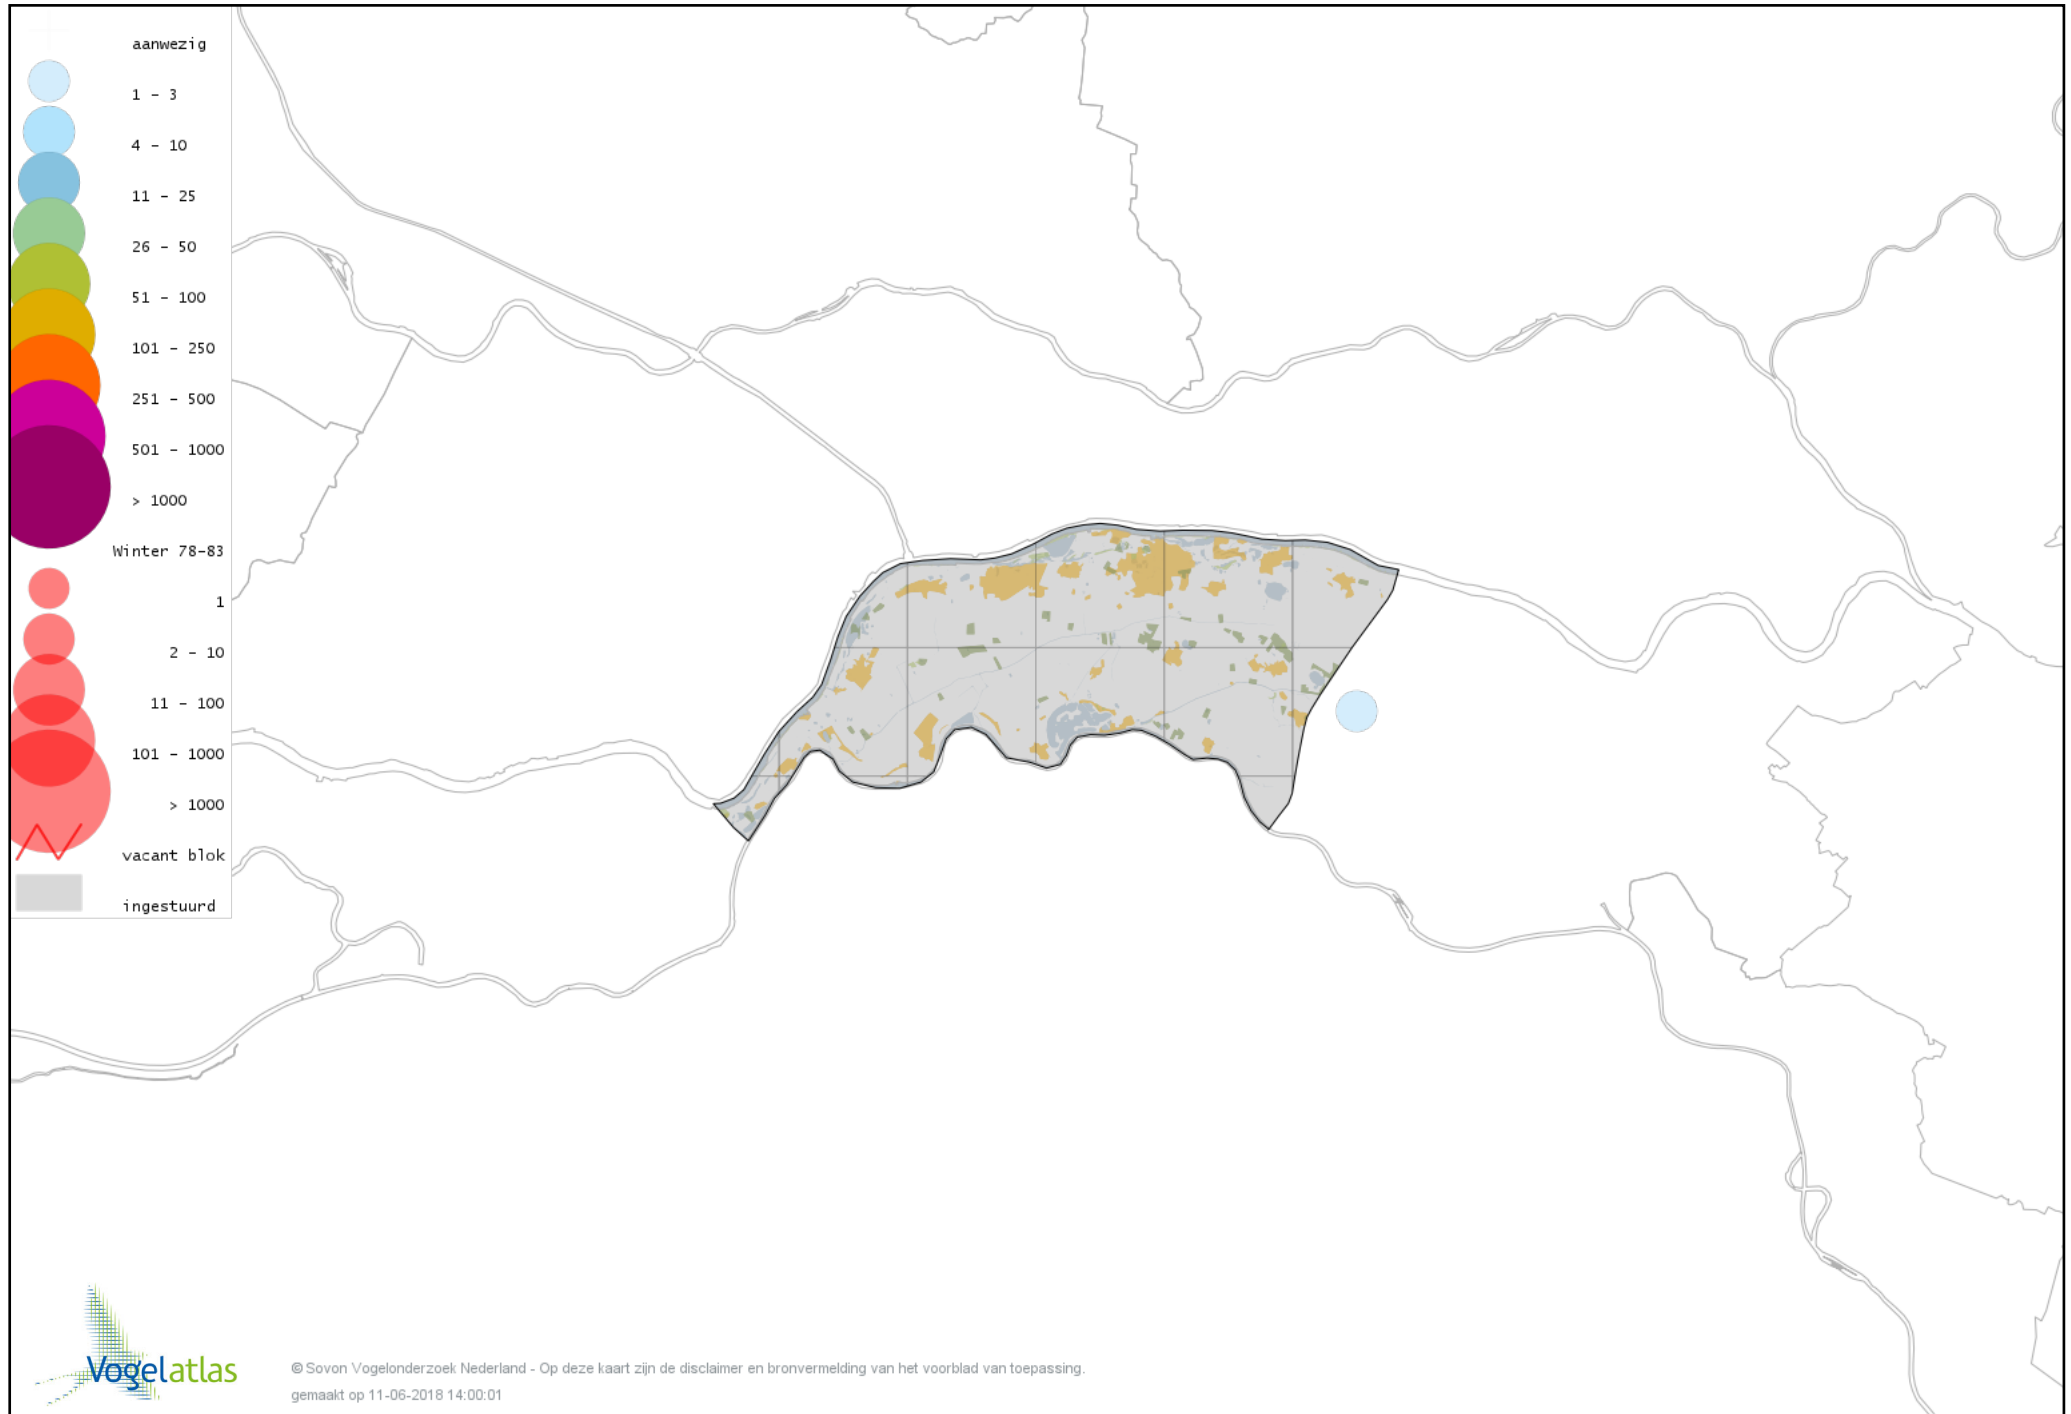 aanwezig
1 - 3
4 - 10
11 - 25
26 - 50
51 - 100
101 - 250
251 - 500
501 - 1000
> 1000
Winter 78-83
1
2 - 10
11 - 100
101 - 1000
> 1000
vacant blok
ingestuurd
Vogelatlas
© Sovon Vogelonderzoek Nederland - Op deze kaart zijn de disclaimer en bronvermelding van het voorblad van toepassing.
gemaakt op 11-06-2018 14:00:01